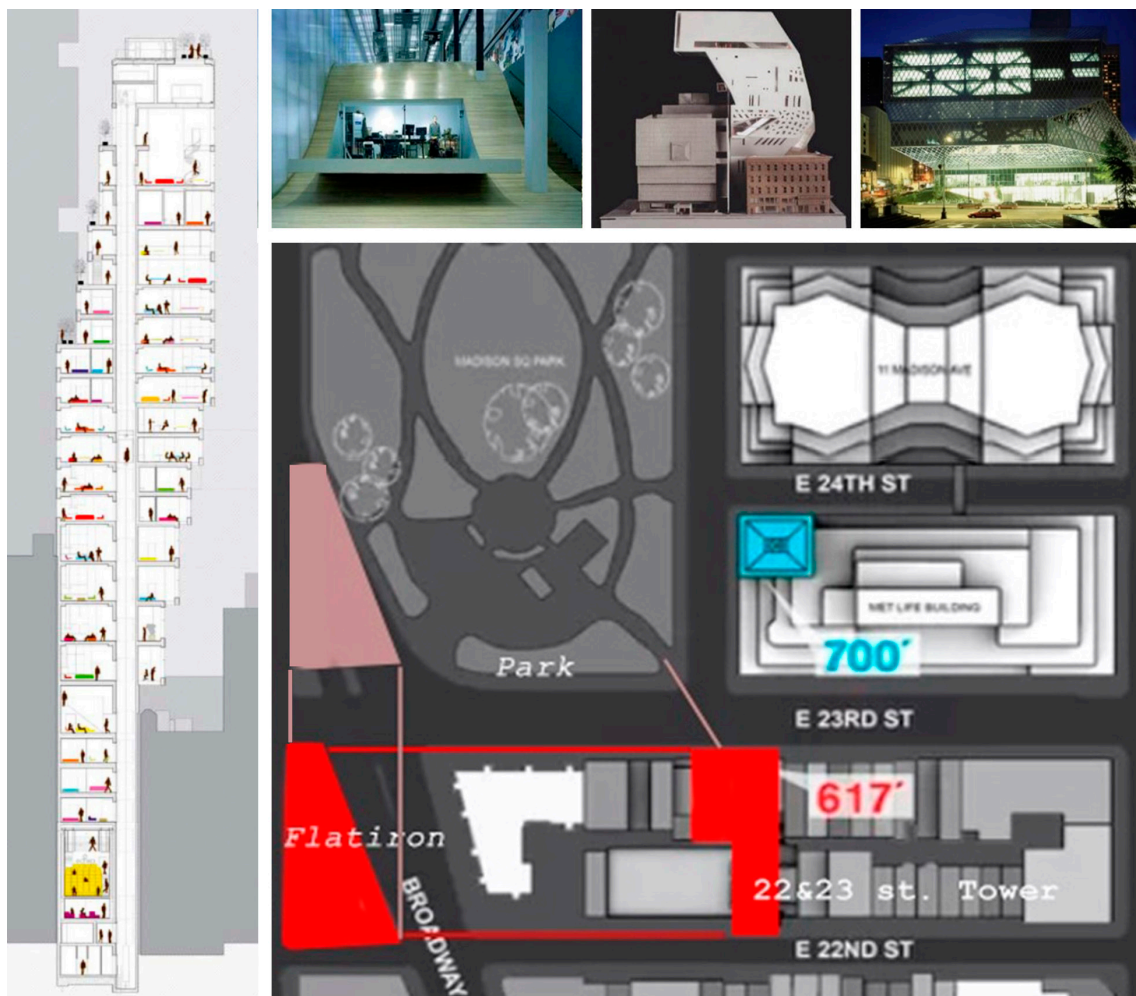 MADISON SQ PARK
11 MADISON AVE
E 24TH ST
MET LIFE BUILDING
700´
Park
E 23RD ST
617´
Flatiron
22&23 st. Tower
BROADWAY
E 22ND ST